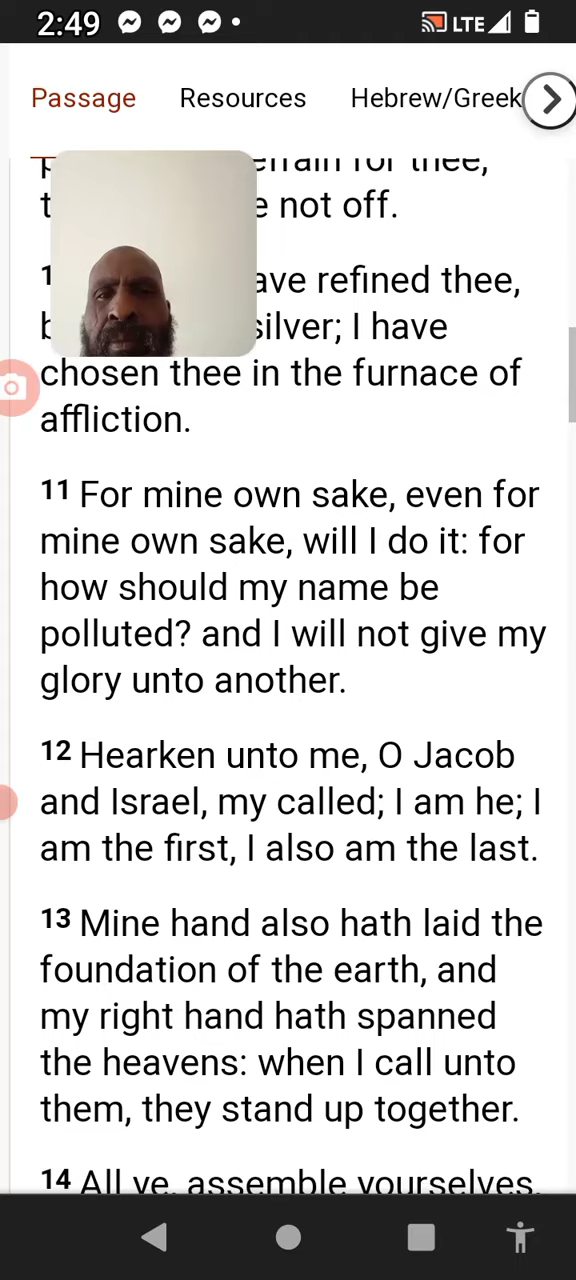 2:49 LTE
Passage Resources Hebrew/Greek
for thee,
not off.
refined thee,
silver; I have
chosen thee in the furnace of
affliction.
11 For mine own sake, even for
mine own sake, will I do it: for
how should my name be
polluted? and I will not give my
glory unto another.
12 Hearken unto me, O Jacob
and Israel, my called; I am he; I
am the first, I also am the last.
13 Mine hand also hath laid the
foundation of the earth, and
my right hand hath spanned
the heavens: when I call unto
them, they stand up together.
14 All ye, assemble yourselves,